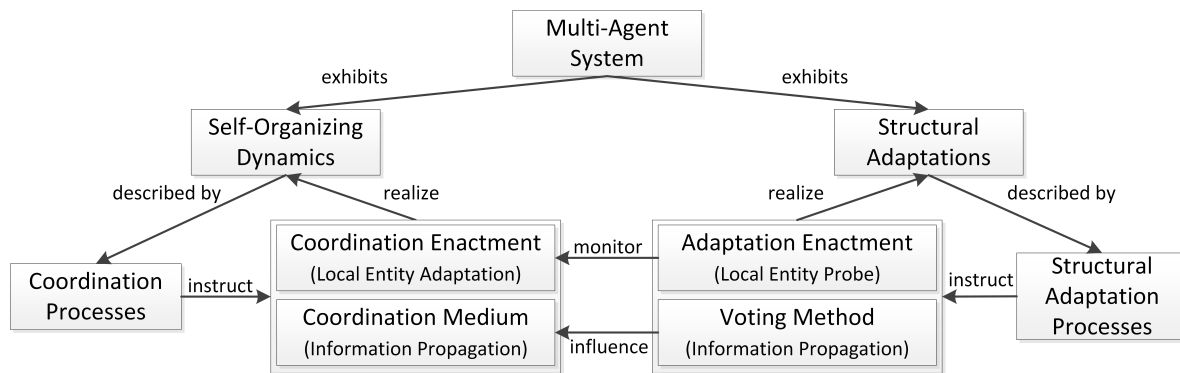 Multi-Agent
System
exhibits
exhibits
Self-Organizing
Dynamics
Structural
Adaptations
described by
realize
realize
described by
Coordination Enactment
(Local Entity Adaptation)
monitor
Adaptation Enactment
(Local Entity Probe)
Coordination
Processes
instruct
instruct
Structural
Adaptation
Processes
Coordination Medium
(Information Propagation)
influence
Voting Method
(Information Propagation)